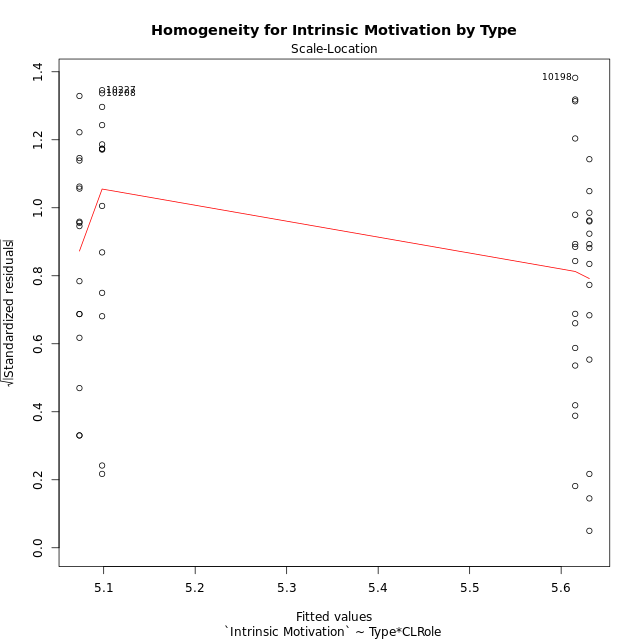 Homogeneity for Intrinsic Motivation by Type
Scale-Location
1.4
1.2
1.0
0.8
0.6
0.4
0.2
0.0
√|Standardized residuals|
10227
10208
10198
5.1 5.2 5.3 5.4 5.5 5.6
Fitted values
`Intrinsic Motivation` ~ Type*CLRole